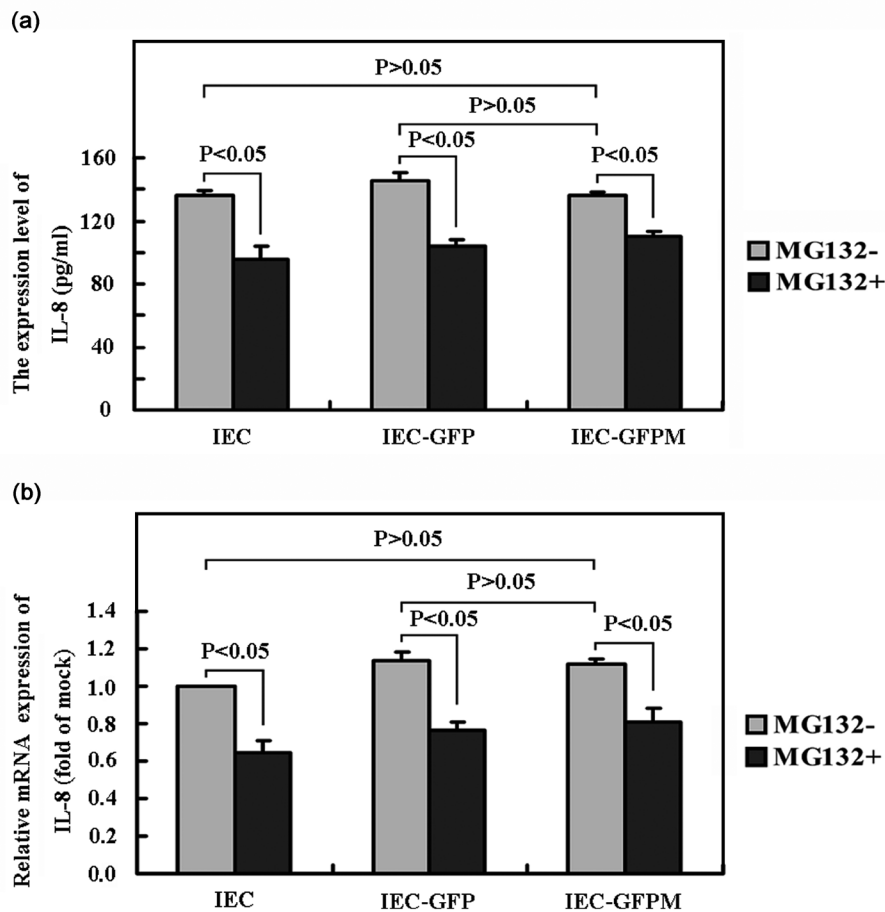 (a)
P>0.05
P>0.05
P<0.05
P<0.05
P<0.05
The expression level of
IL-8 (pg/ml)
160
120
80
40
0
IEC
IEC-GFP
IEC-GFPM
MG132-
MG132+
(b)
P>0.05
P>0.05
P<0.05
P<0.05
P<0.05
Relative mRNA expression of
IL-8 (fold of mock)
1.4
1.2
1.0
0.8
0.6
0.4
0.2
0.0
IEC
IEC-GFP
IEC-GFPM
MG132-
MG132+